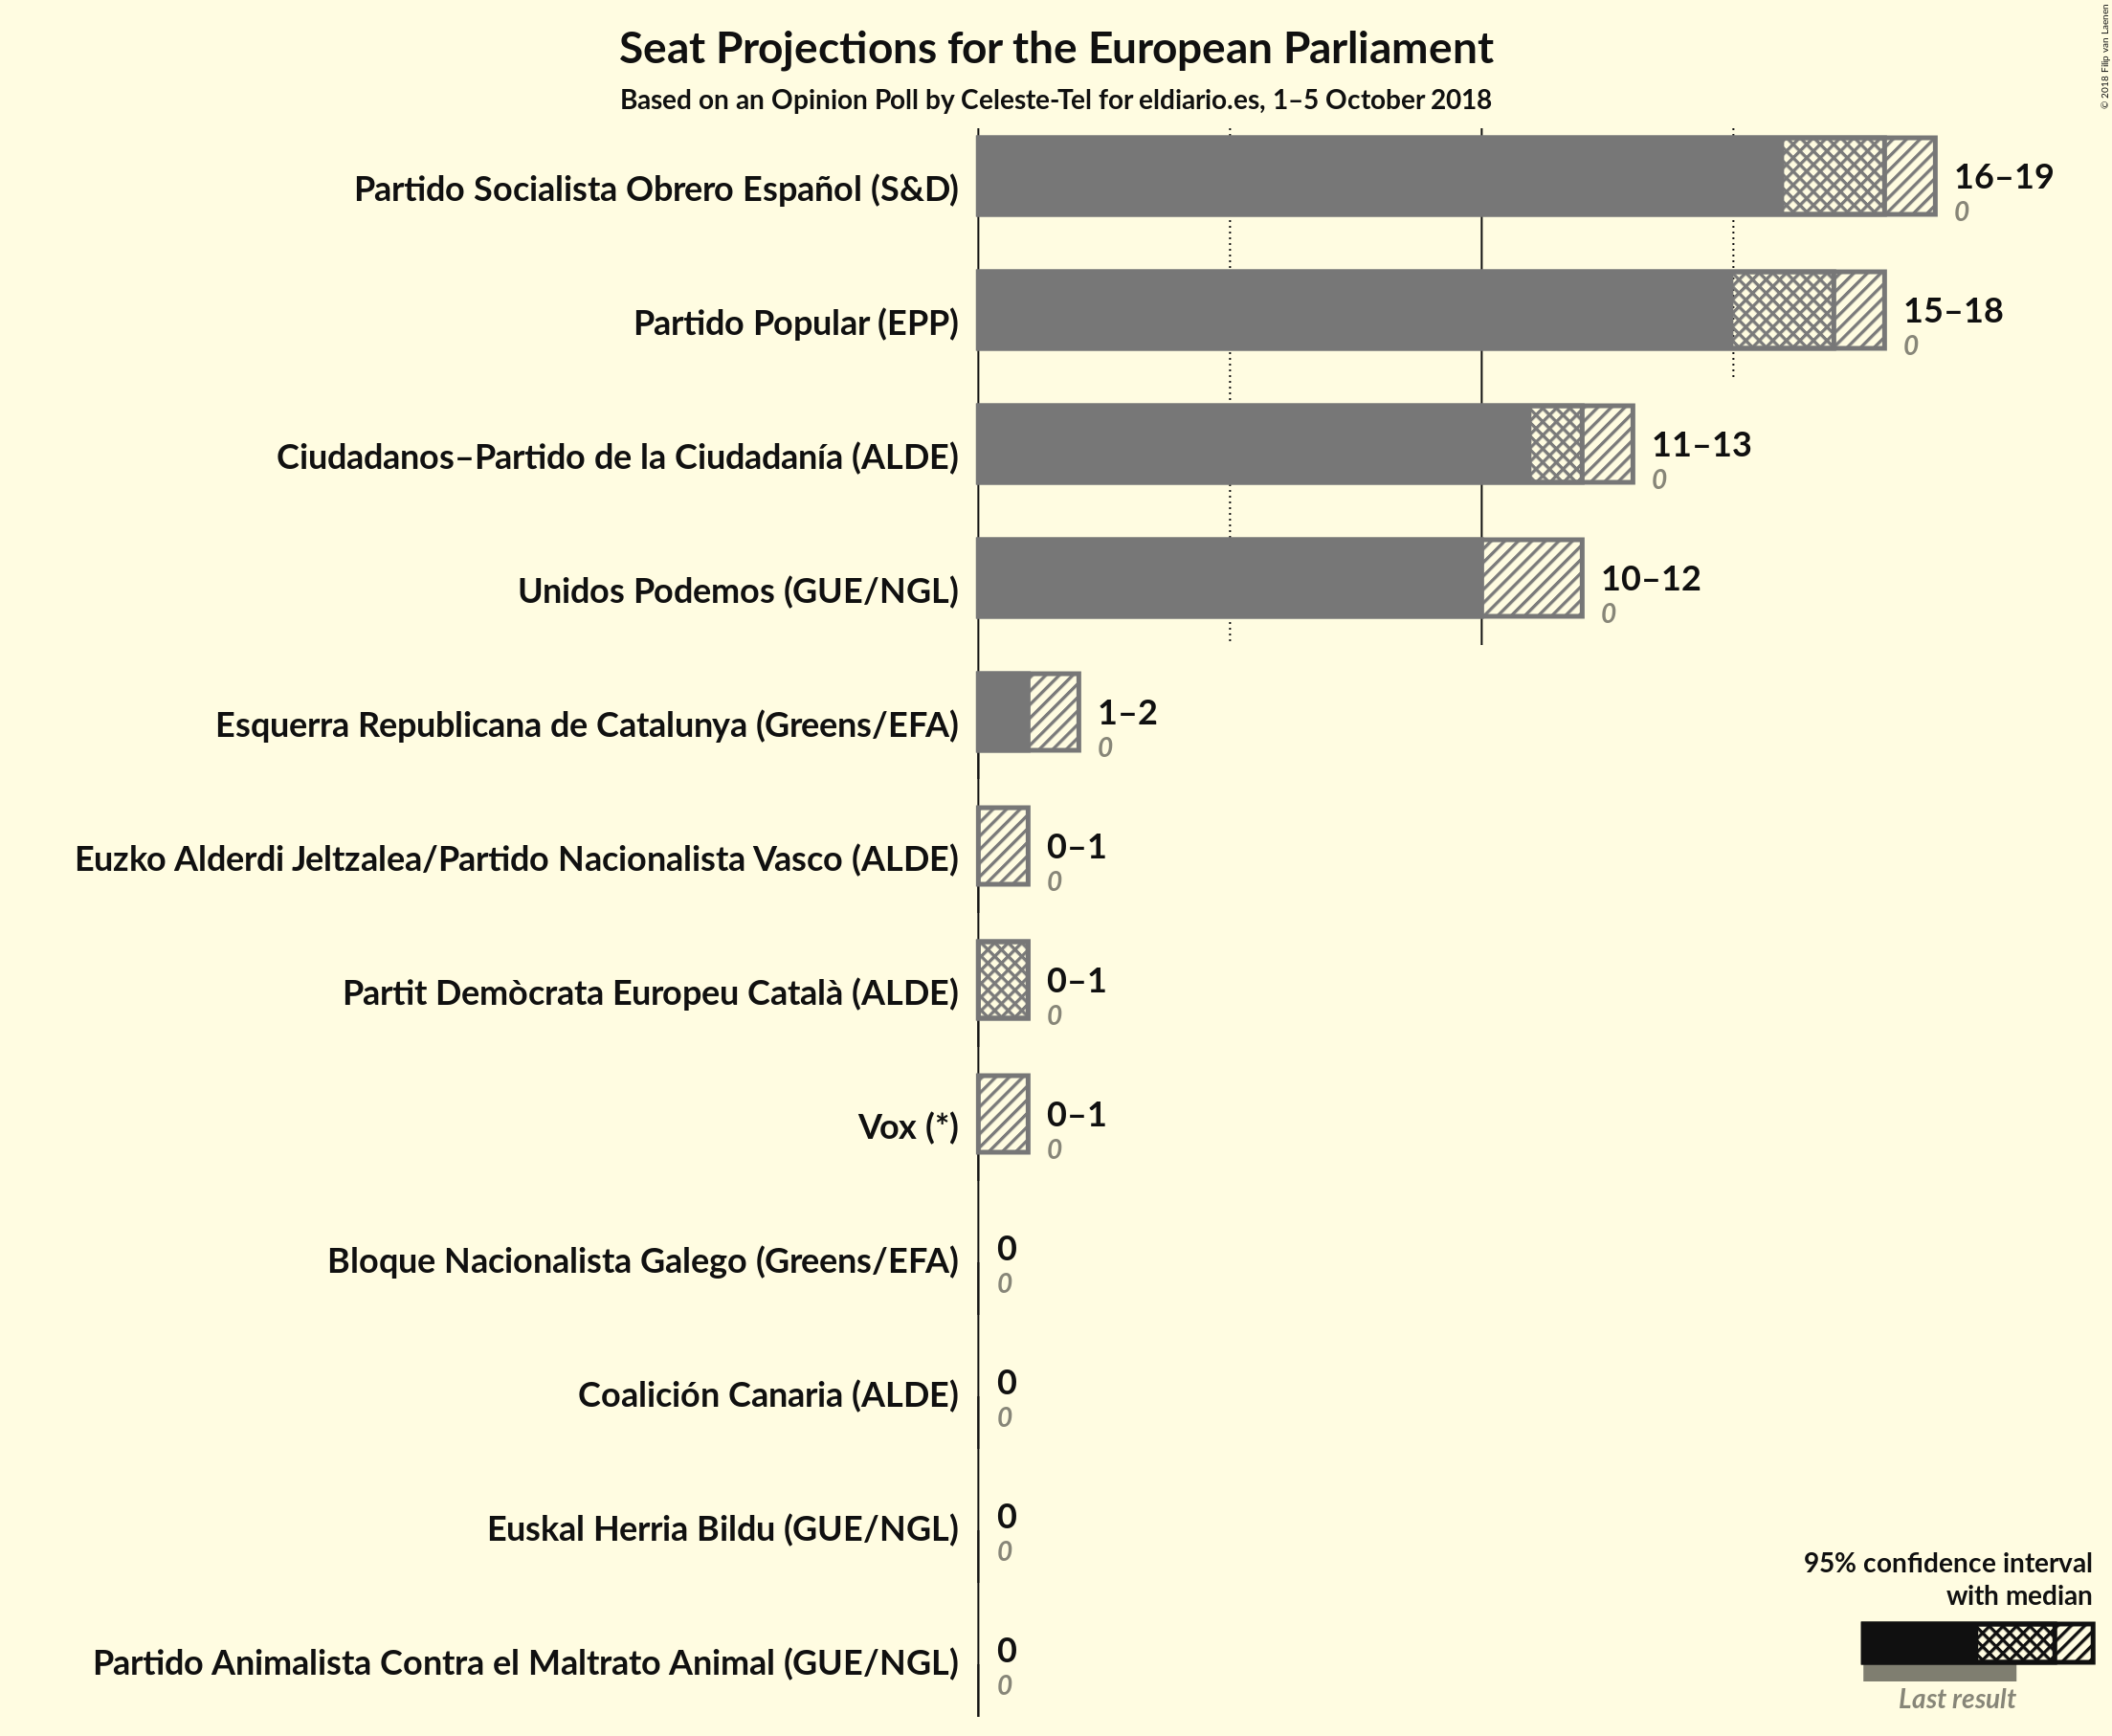 Seat Projections for the European Parliament
Based on an Opinion Poll by Celeste-Tel for eldiario.es, 1–5 October 2018
© 2018 Filip van Laenen
Partido Socialista Obrero Español (S&D)
16–19
0
Partido Popular (EPP)
15–18
0
Ciudadanos–Partido de la Ciudadanía (ALDE)
11–13
0
Unidos Podemos (GUE/NGL)
10–12
0
Esquerra Republicana de Catalunya (Greens/EFA)
1–2
0
Euzko Alderdi Jeltzalea/Partido Nacionalista Vasco (ALDE)
0–1
0
Partit Demòcrata Europeu Català (ALDE)
0–1
0
Vox (*)
0–1
0
Bloque Nacionalista Galego (Greens/EFA)
0
0
Coalición Canaria (ALDE)
0
0
Euskal Herria Bildu (GUE/NGL)
0
0
Partido Animalista Contra el Maltrato Animal (GUE/NGL)
0
0
95% confidence interval
with median
Last result